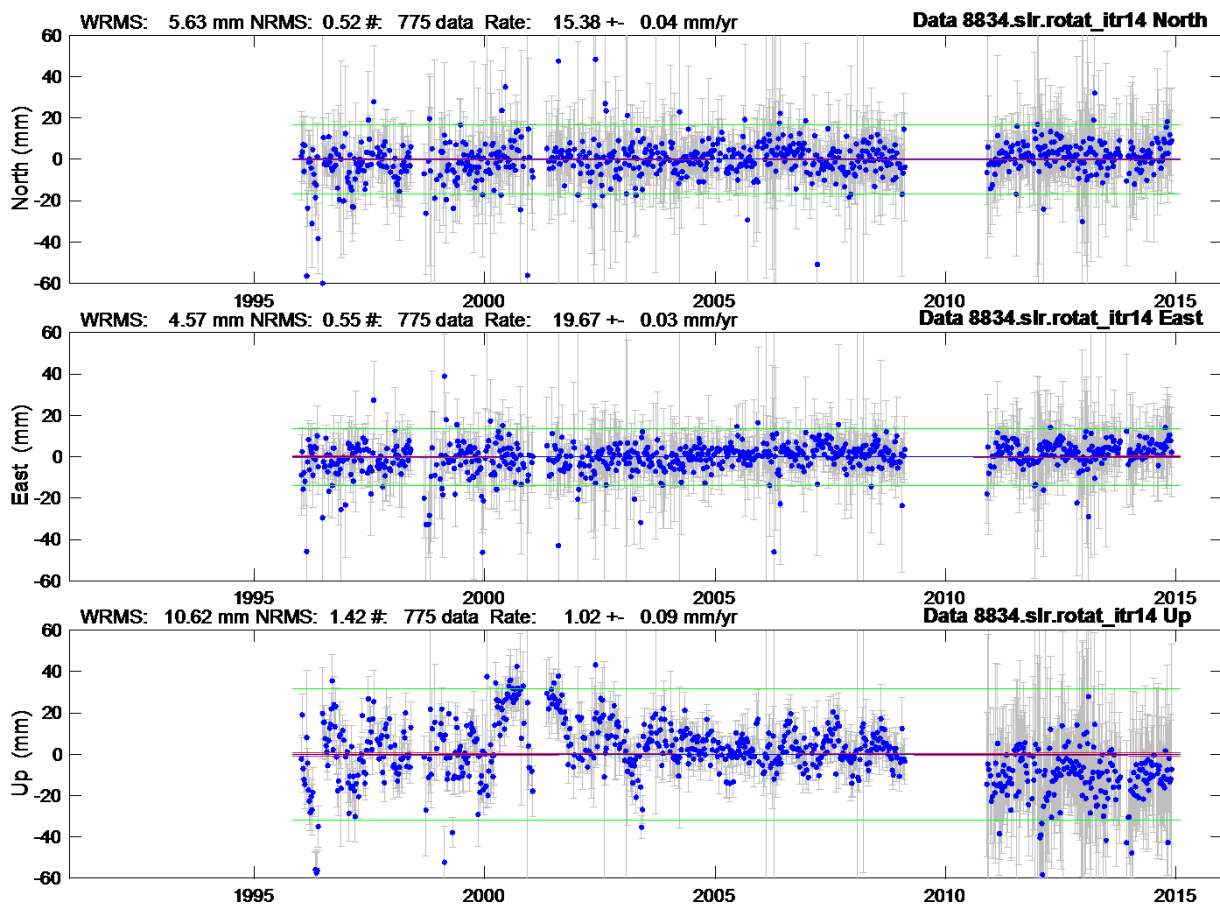 WRMS: 5.63 mm NRMS: 0.52 #: 775 data Rate: 15.38 +- 0.04 mm/yr Data 8834.slr.rotat_itr14 North
60
40
20
0
-20
-40
-60
North (mm)
1995 2000 2005 2010 2015
WRMS: 4.57 mm NRMS: 0.55 #: 775 data Rate: 19.67 +- 0.03 mm/yr Data 8834.slr.rotat_itr14 East
60
40
20
0
-20
-40
-60
East (mm)
1995 2000 2005 2010 2015
WRMS: 10.62 mm NRMS: 1.42 #: 775 data Rate: 1.02 +- 0.09 mm/yr Data 8834.slr.rotat_itr14 Up
60
40
20
0
-20
-40
-60
Up (mm)
1995 2000 2005 2010 2015